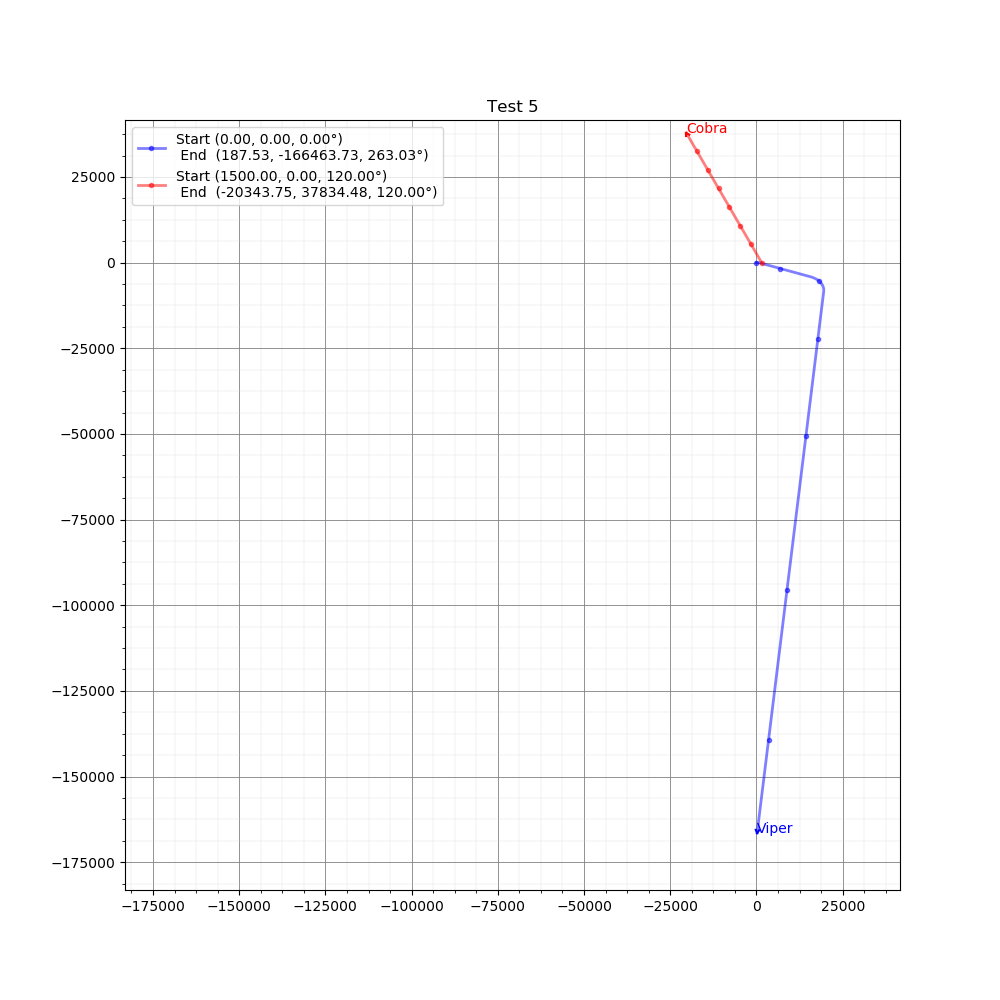 Test 5
Start (0.00, 0.00, 0.00°)
End (187.53, -166463.73, 263.03°)
Start (1500.00, 0.00, 120.00°)
End (-20343.75, 37834.48, 120.00°)
Cobra
25000
0
−25000
−50000
−75000
−100000
−125000
−150000
Viper
−175000
−175000 −150000 −125000 −100000 −75000 −50000 −25000 0 25000